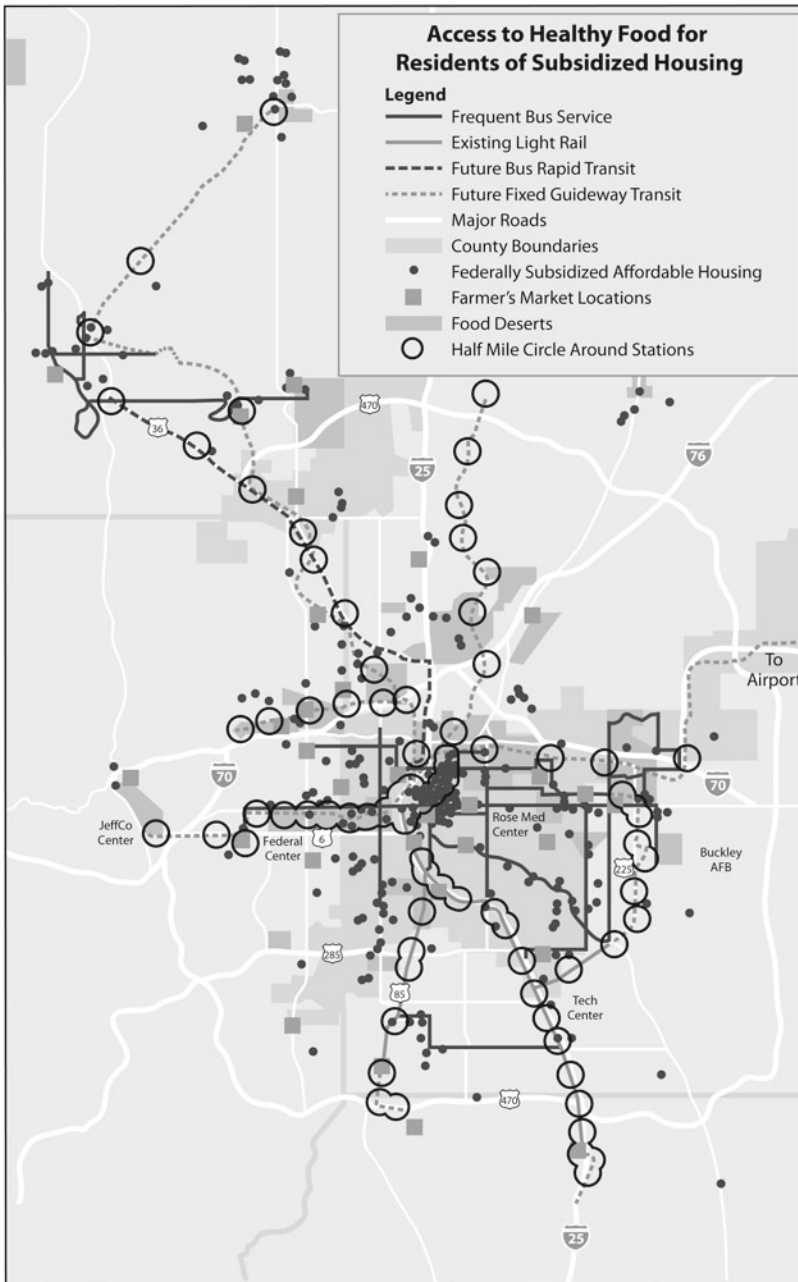 Access to Healthy Food for
Residents of Subsidized Housing
Legend
Frequent Bus Service
Existing Light Rail
Future Bus Rapid Transit
Future Fixed Guideway Transit
Major Roads
County Boundaries
Federally Subsidized Affordable Housing
Farmer's Market Locations
Food Deserts
Half Mile Circle Around Stations
470
36
25
76
To
Airport
70
70
JeffCo
Center
Federal
Center
6
Rose Med
Center
225
Buckley
AFB
285
85
Tech
Center
470
25